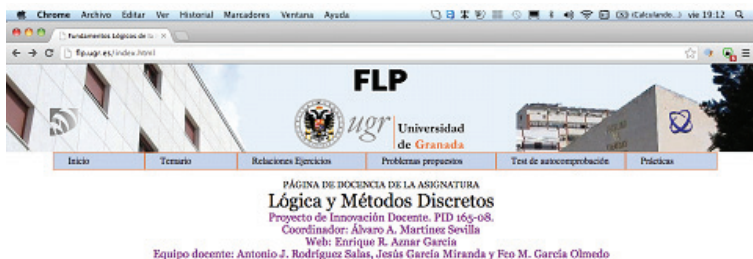 Chrome Archivo Editar Ver Historial Marcadores Ventana Ayuda (Calculando...) vie 19:12
Fundamentos Lógicos de la
flp.ugr.es/index.html
FLP
ugr Universidad
de Granada
Inicio Temario Relaciones Ejercicios Problemas propuestos Test de autocomprobación Prácticas
PÁGINA DE DOCENCIA DE LA ASIGNATURA
Lógica y Métodos Discretos
Proyecto de Innovación Docente. PID 165-08.
Coordinador: Álvaro A. Martínez Sevilla
Web: Enrique R. Aznar García
Equipo docente: Antonio J. Rodríguez Salas, Jesús García Miranda y Fco M. García Olmedo